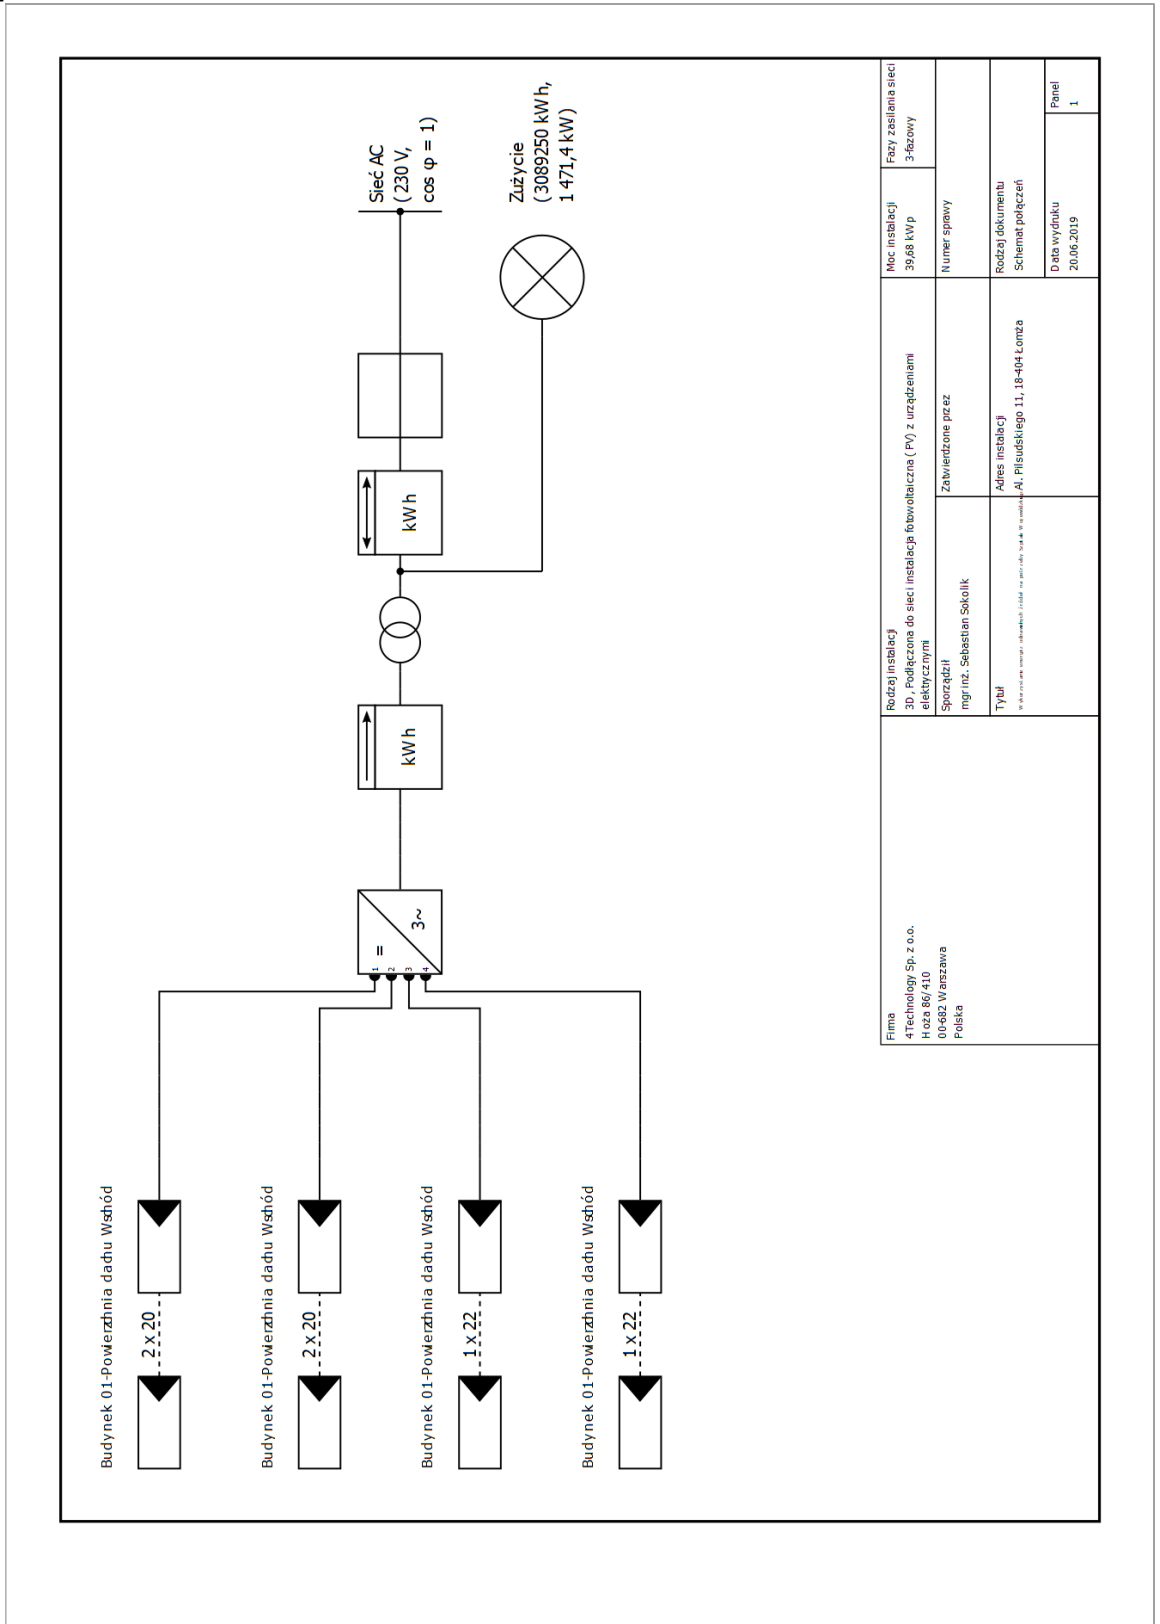 Sieć AC
(230 V,
cos φ = 1)
Zużycie
(3089250 kWh,
1 471,4 kW)
kWh
kWh
=
3~
1
2
3
4
Budynek 01-Powierzchnia dachu Wschód
2 x 20
Budynek 01-Powierzchnia dachu Wschód
2 x 20
Budynek 01-Powierzchnia dachu Wschód
1 x 22
Budynek 01-Powierzchnia dachu Wschód
1 x 22
Firma
4Technology Sp. z o.o.
Hoża 86/410
00-682 Warszawa
Polska
Rodzaj instalacji
3D, Podłączona do sieci instalacja fotowoltaiczna (PV) z urządzeniami
elektrycznymi
Moc instalacji
39,68 kWp
Fazy zasilania sieci
3-fazowy
Sporządził
mgr inż. Sebastian Sokolik
Zatwierdzone przez
Numer sprawy
Tytuł
Adres instalacji
Al. Piłsudskiego 11, 18-404 Łomża
Rodzaj dokumentu
Schemat połączeń
Data wydruku
20.06.2019
Panel
1